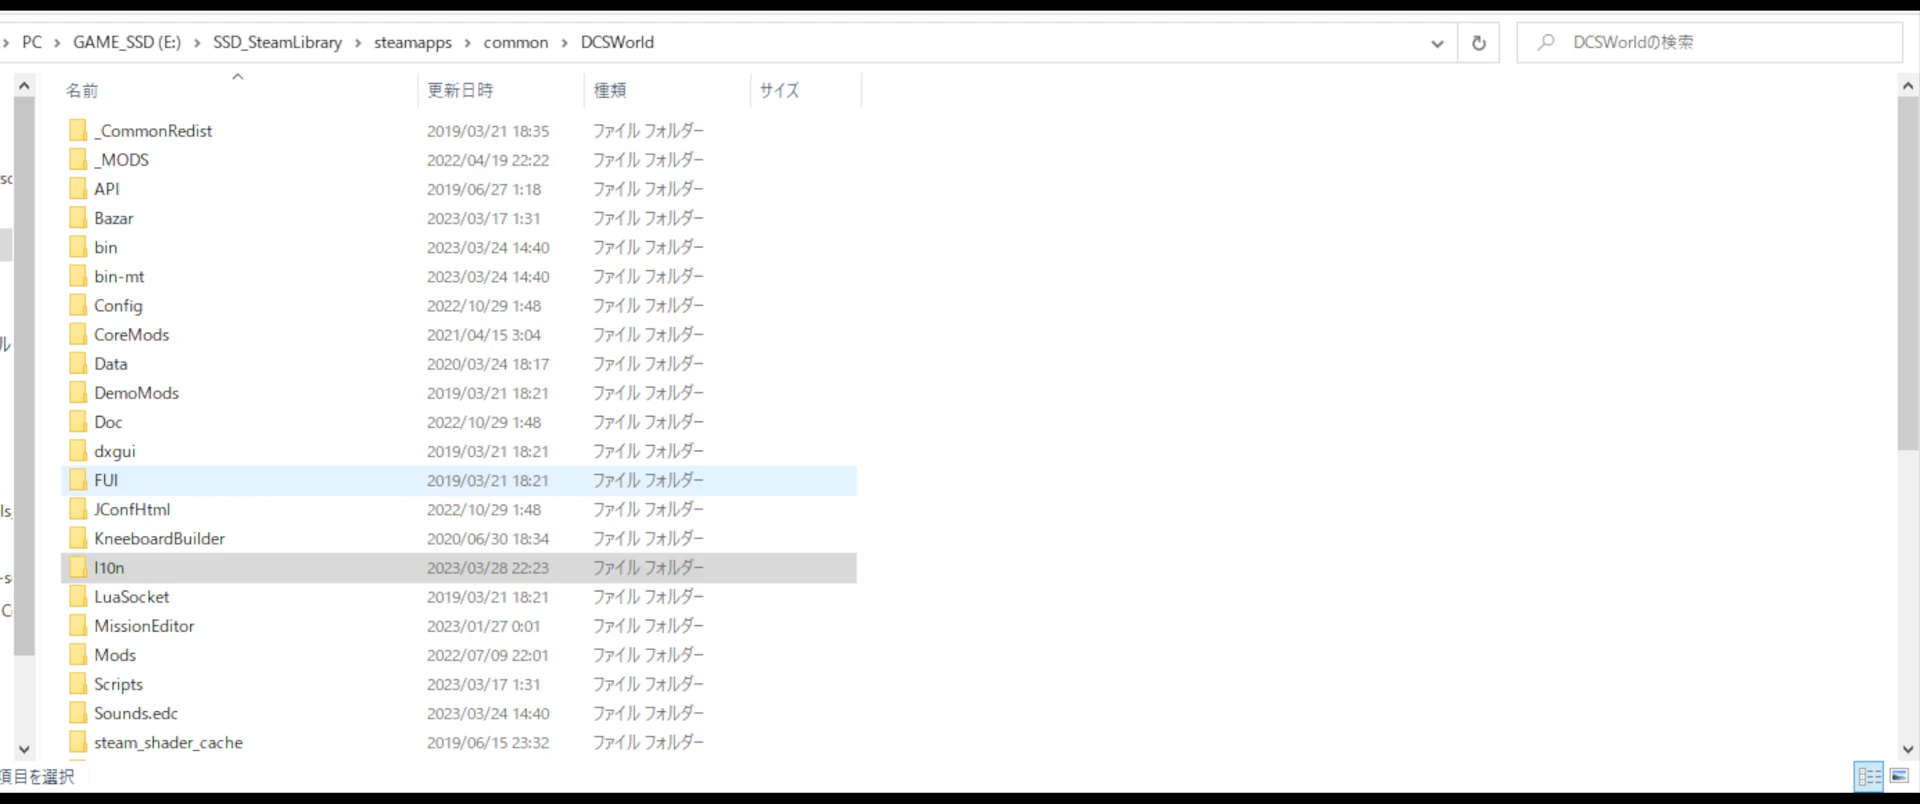 PC > GAME_SSD (E:) > SSD_SteamLibrary > steamapps > common > DCSWorld
DCSWorldの検索
名前 更新日時 種類 サイズ
_CommonRedist 2019/03/21 18:35 ファイル フォルダー
_MODS 2022/04/19 22:22 ファイル フォルダー
API 2019/06/27 1:18 ファイル フォルダー
Bazar 2023/03/17 1:31 ファイル フォルダー
bin 2023/03/24 14:40 ファイル フォルダー
bin-mt 2023/03/24 14:40 ファイル フォルダー
Config 2022/10/29 1:48 ファイル フォルダー
CoreMods 2021/04/15 3:04 ファイル フォルダー
Data 2020/03/24 18:17 ファイル フォルダー
DemoMods 2019/03/21 18:21 ファイル フォルダー
Doc 2022/10/29 1:48 ファイル フォルダー
dxgui 2019/03/21 18:21 ファイル フォルダー
FUI 2019/03/21 18:21 ファイル フォルダー
JConfHtml 2022/10/29 1:48 ファイル フォルダー
KneeboardBuilder 2020/06/30 18:34 ファイル フォルダー
l10n 2023/03/28 22:23 ファイル フォルダー
LuaSocket 2019/03/21 18:21 ファイル フォルダー
MissionEditor 2023/01/27 0:01 ファイル フォルダー
Mods 2022/07/09 22:01 ファイル フォルダー
Scripts 2023/03/17 1:31 ファイル フォルダー
Sounds.edc 2023/03/24 14:40 ファイル フォルダー
steam_shader_cache 2019/06/15 23:32 ファイル フォルダー
項目を選択